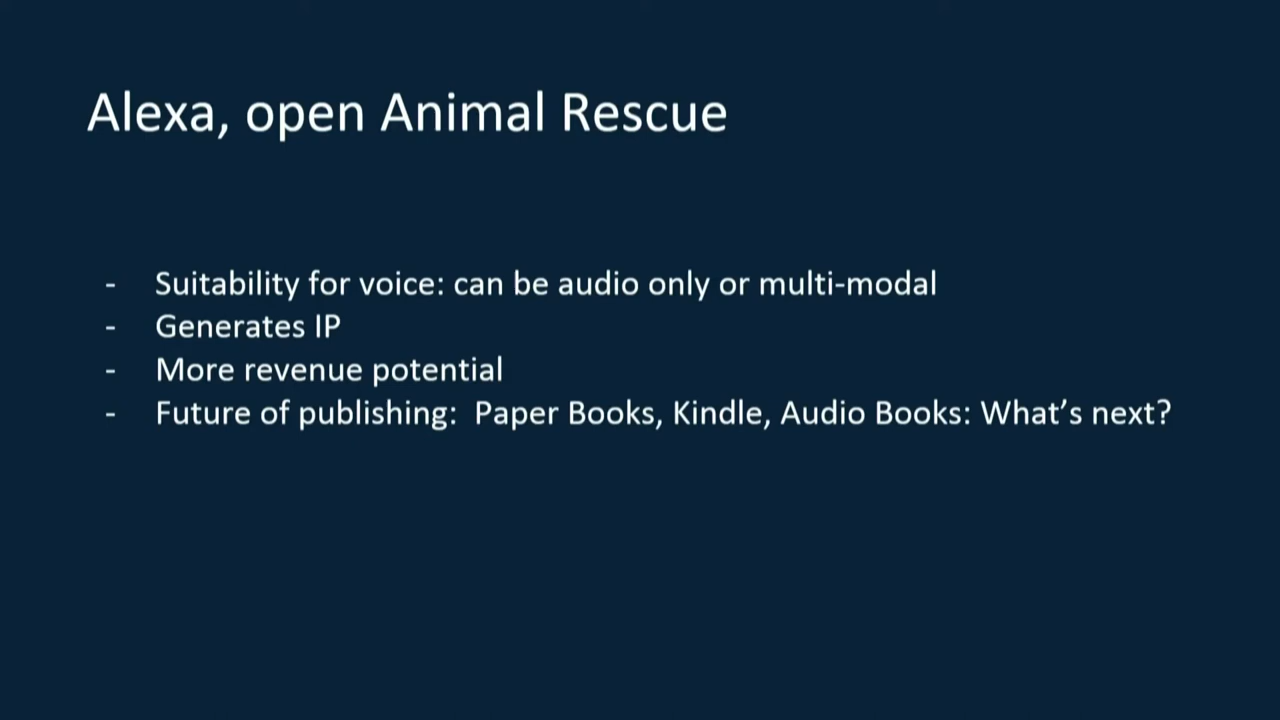 Alexa, open Animal Rescue
- Suitability for voice: can be audio only or multi-modal
- Generates IP
- More revenue potential
- Future of publishing:  Paper Books, Kindle, Audio Books: What’s next?